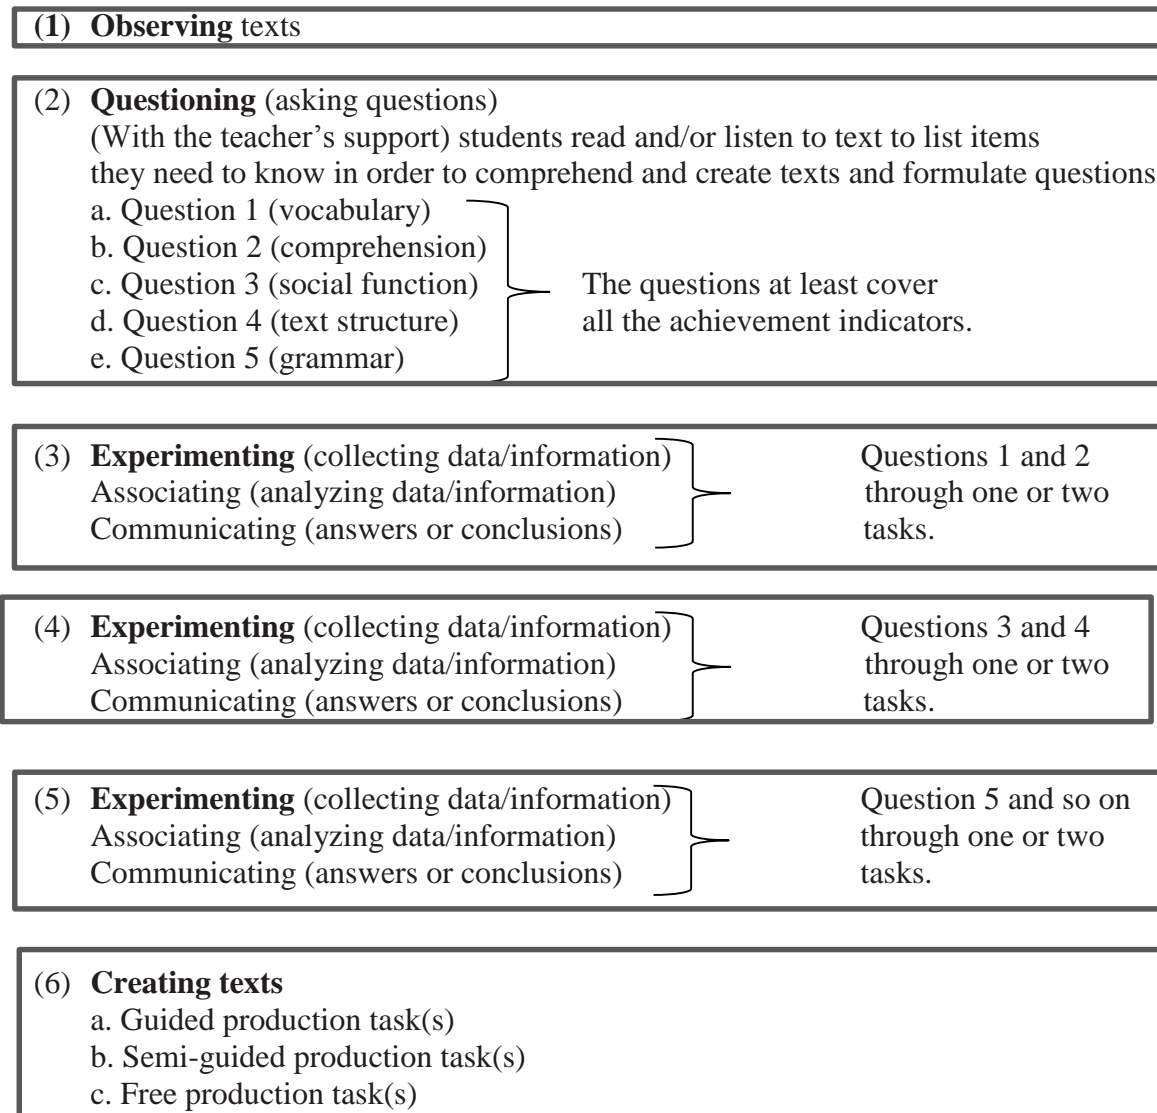 (1) Observing texts
(2) Questioning (asking questions)
(With the teacher’s support) students read and/or listen to text to list items
they need to know in order to comprehend and create texts and formulate questions
a. Question 1 (vocabulary)
b. Question 2 (comprehension)
c. Question 3 (social function)
d. Question 4 (text structure)
e. Question 5 (grammar)
The questions at least cover
all the achievement indicators.
(3) Experimenting (collecting data/information)
Associating (analyzing data/information)
Communicating (answers or conclusions)
Questions 1 and 2
through one or two
tasks.
(4) Experimenting (collecting data/information)
Associating (analyzing data/information)
Communicating (answers or conclusions)
Questions 3 and 4
through one or two
tasks.
(5) Experimenting (collecting data/information)
Associating (analyzing data/information)
Communicating (answers or conclusions)
Question 5 and so on
through one or two
tasks.
(6) Creating texts
a. Guided production task(s)
b. Semi-guided production task(s)
c. Free production task(s)